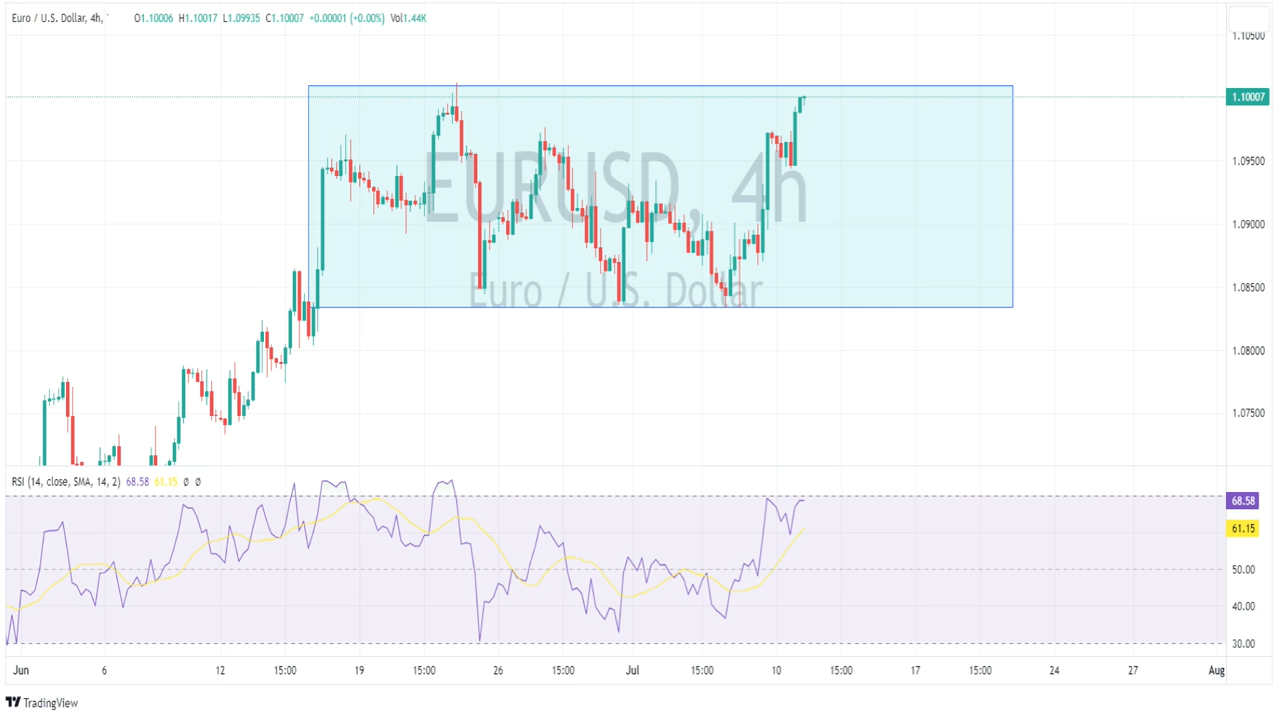 Euro / U.S. Dollar, 4h, O1.10006 H1.10017 L1.09935 C1.10007 +0.00001 (+0.00%) Vol1.44K
1.10500
1.10007
EURUSD, 4h
1.09500
1.09000
Euro / U.S. Dollar
1.08500
1.08000
1.07500
RSI (14, close, SMA, 14, 2) 68.58 61.15 Ø Ø
68.58
61.15
50.00
40.00
30.00
Jun 6 12 15:00 19 15:00 26 15:00 Jul 15:00 10 15:00 17 15:00 24 27 Aug
TradingView